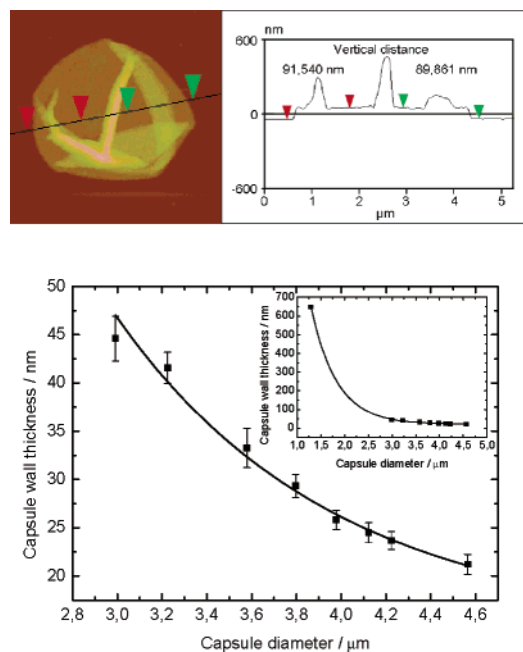 nm
600
Vertical distance
91,540 nm
89,861 nm
0
-600
0 1 2 3 4 5
μm
50
45
40
35
30
25
20
Capsule wall thickness / nm
2,8 3,0 3,2 3,4 3,6 3,8 4,0 4,2 4,4 4,6
Capsule diameter / μm
700
600
500
400
300
200
100
0
Capsule wall thickness / nm
1,0 1,5 2,0 2,5 3,0 3,5 4,0 4,5 5,0
Capsule diameter / μm